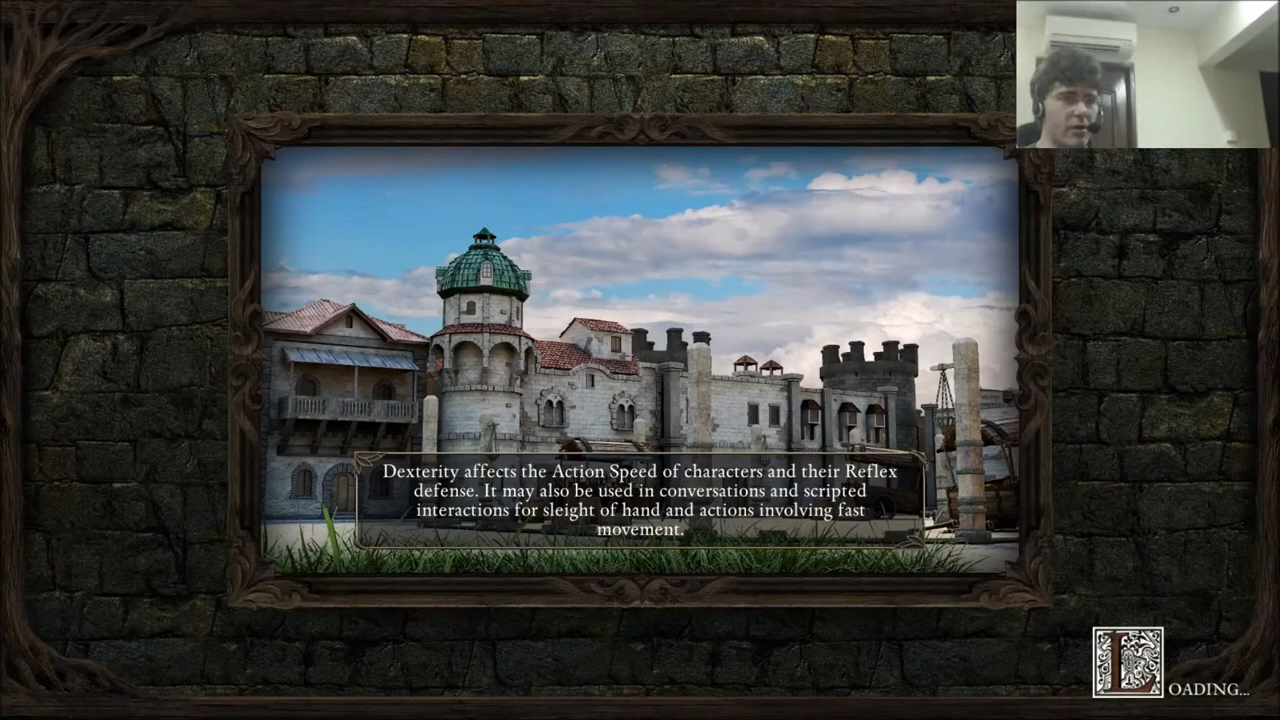 Dexterity affects the Action Speed of characters and their Reflex
defense. It may also be used in conversations and scripted
interactions for sleight of hand and actions involving fast
movement.
LOADING...